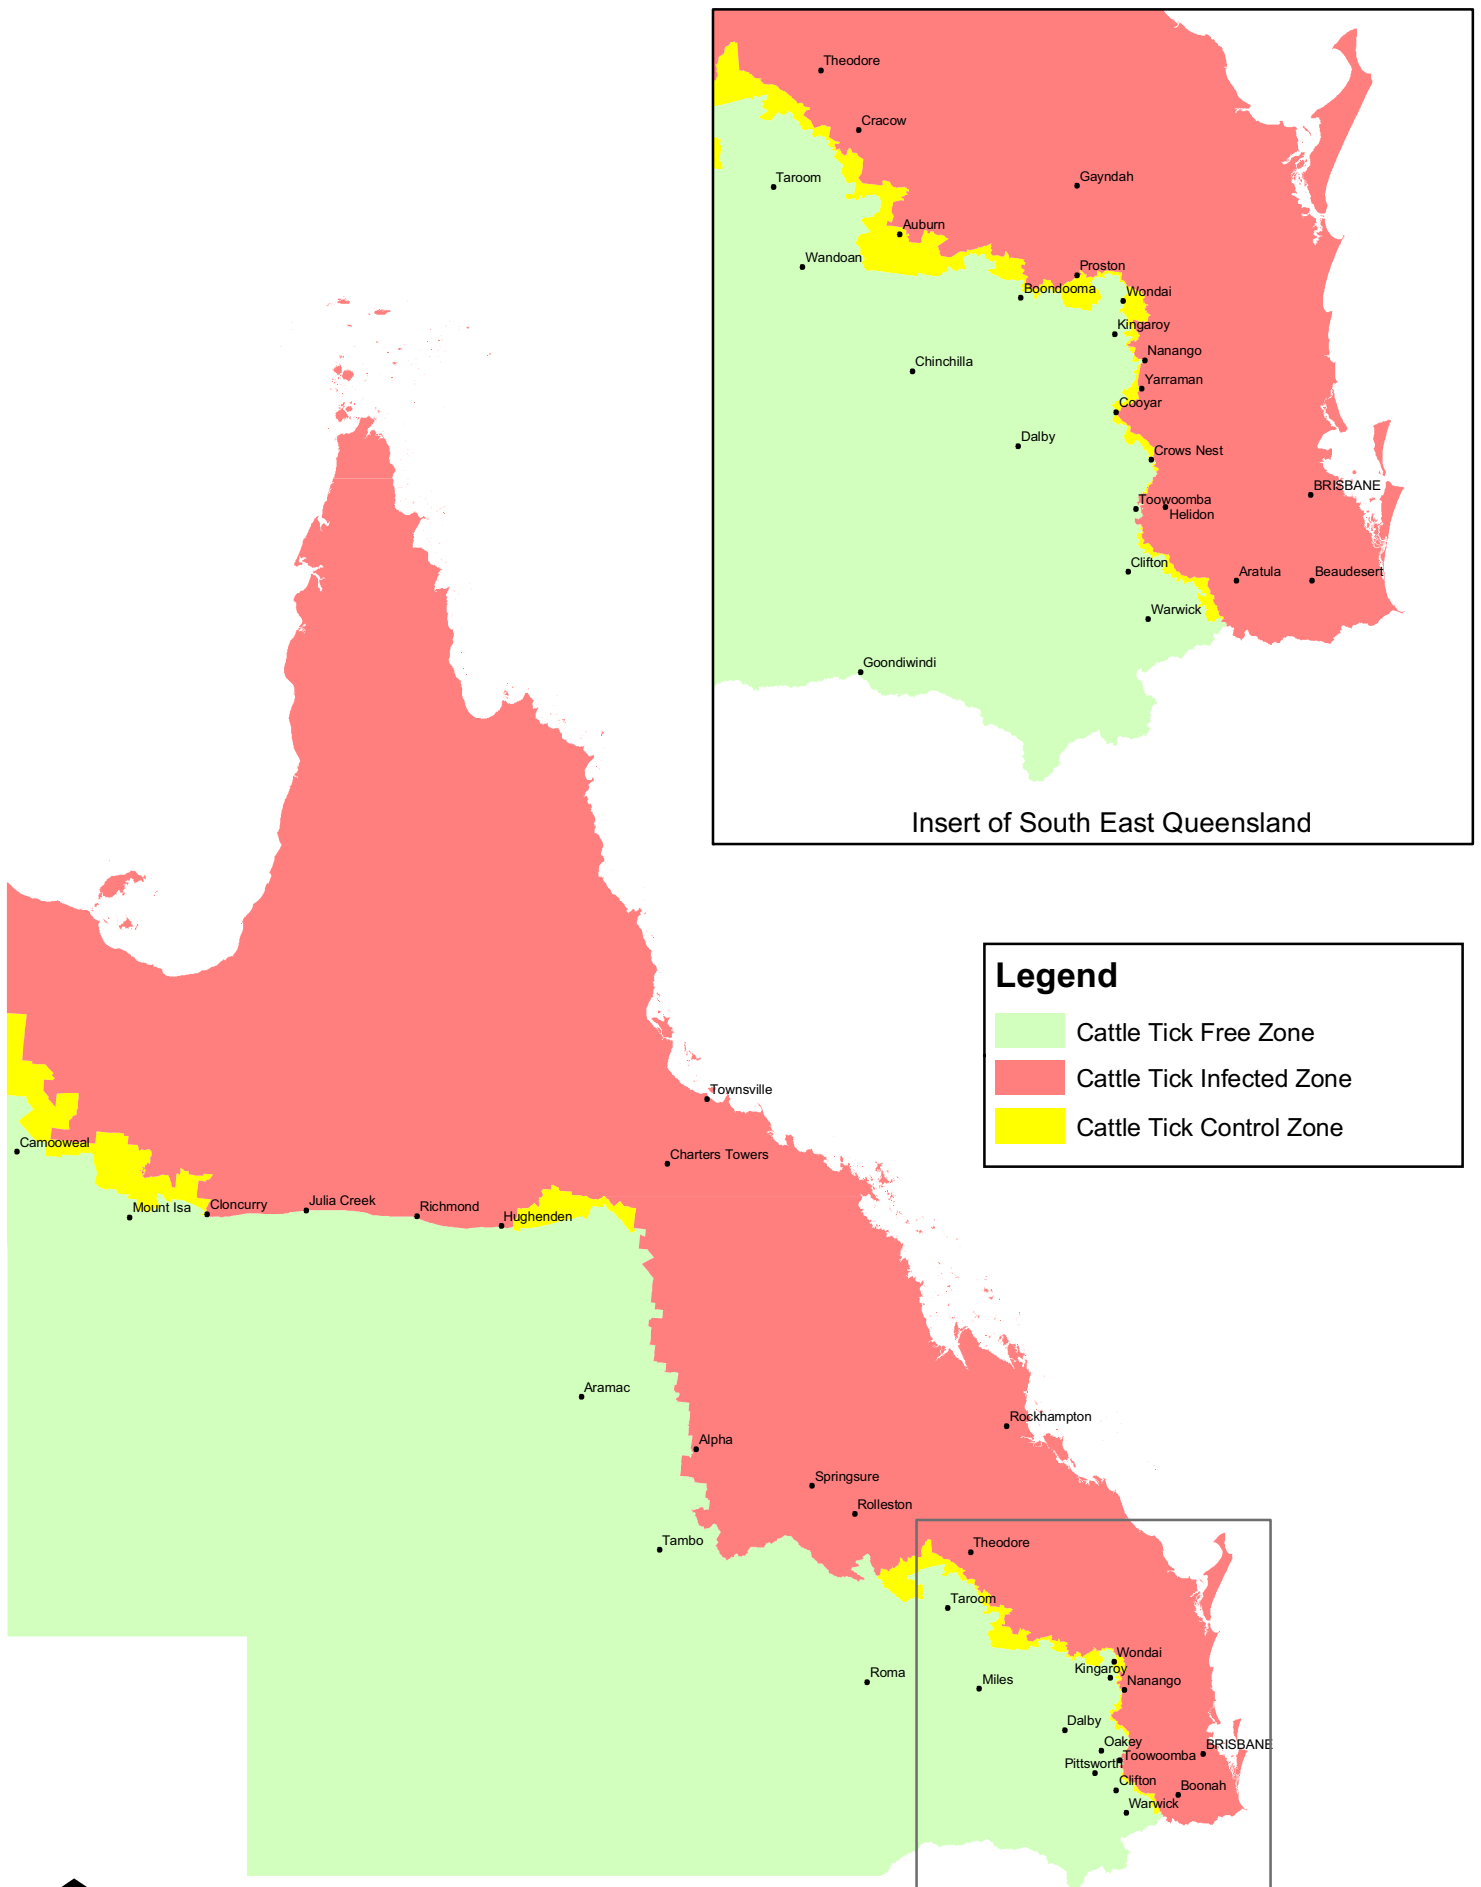 Theodore
Cracow
Taroom
Gayndah
Auburn
Wandoan
Proston
Boondooma
Wondai
Kingaroy
Nanango
Chinchilla
Yarraman
Cooyar
Dalby
Crows Nest
BRISBANE
Toowoomba
Helidon
Clifton
Aratula
Beaudesert
Warwick
Goondiwindi
Insert of South East Queensland
Legend
Cattle Tick Free Zone
Cattle Tick Infected Zone
Cattle Tick Control Zone
Townsville
Camooweal
Charters Towers
Mount Isa
Cloncurry
Julia Creek
Richmond
Hughenden
Aramac
Rockhampton
Alpha
Springsure
Rolleston
Tambo
Theodore
Taroom
Wondai
Kingaroy
Roma
Miles
Nanango
Dalby
Oakey
BRISBANE
Toowoomba
Pittsworth
Clifton
Boonah
Warwick